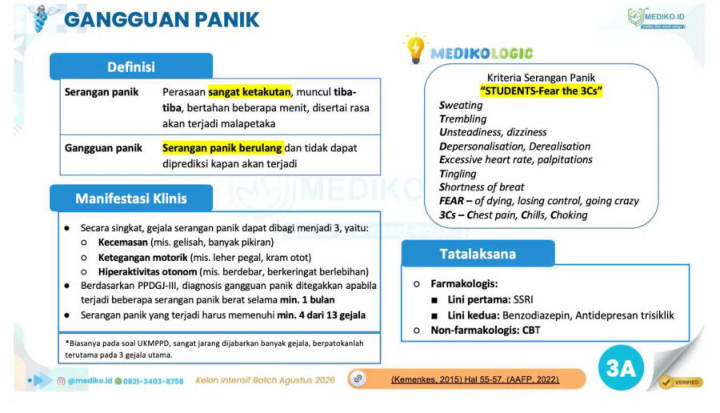 GANGGUAN PANIK
MEDIKO.ID
Definisi
Serangan panik
Perasaan sangat ketakutan, muncul tiba-
tiba, bertahan beberapa menit, disertai rasa
akan terjadi malapetaka
Gangguan panik
Serangan panik berulang dan tidak dapat
diprediksi kapan akan terjadi
Manifestasi Klinis
● Secara singkat, gejala serangan panik dapat dibagi menjadi 3, yaitu:
○ Kecemasan (mis. gelisah, banyak pikiran)
○ Ketegangan motorik (mis. leher pegal, kram otot)
○ Hiperaktivitas otonom (mis. berdebar, berkeringat berlebihan)
● Berdasarkan PPDGJ-III, diagnosis gangguan panik ditegakkan apabila
terjadi beberapa serangan panik berat selama min. 1 bulan
● Serangan panik yang terjadi harus memenuhi min. 4 dari 13 gejala
*Biasanya pada soal UKMPPD, sangat jarang dijabarkan banyak gejala, berpatokanlah
terutama pada 3 gejala utama.
MEDIKOLOGIC
Kriteria Serangan Panik
"STUDENTS-Fear the 3Cs"
Sweating
Trembling
Unsteadiness, dizziness
Depersonalisation, Derealisation
Excessive heart rate, palpitations
Tingling
Shortness of breat
FEAR – of dying, losing control, going crazy
3Cs – Chest pain, Chills, Choking
Tatalaksana
○ Farmakologis:
■ Lini pertama: SSRI
■ Lini kedua: Benzodiazepin, Antidepresan trisiklik
○ Non-farmakologis: CBT
3A
MEDIKO
@mediko.id 0821-3403-8758 Kelon Intensif Batch Agustus 2026
(Kemenkes, 2015) Hal 55-57, (AAFP, 2022)
VERIFIED